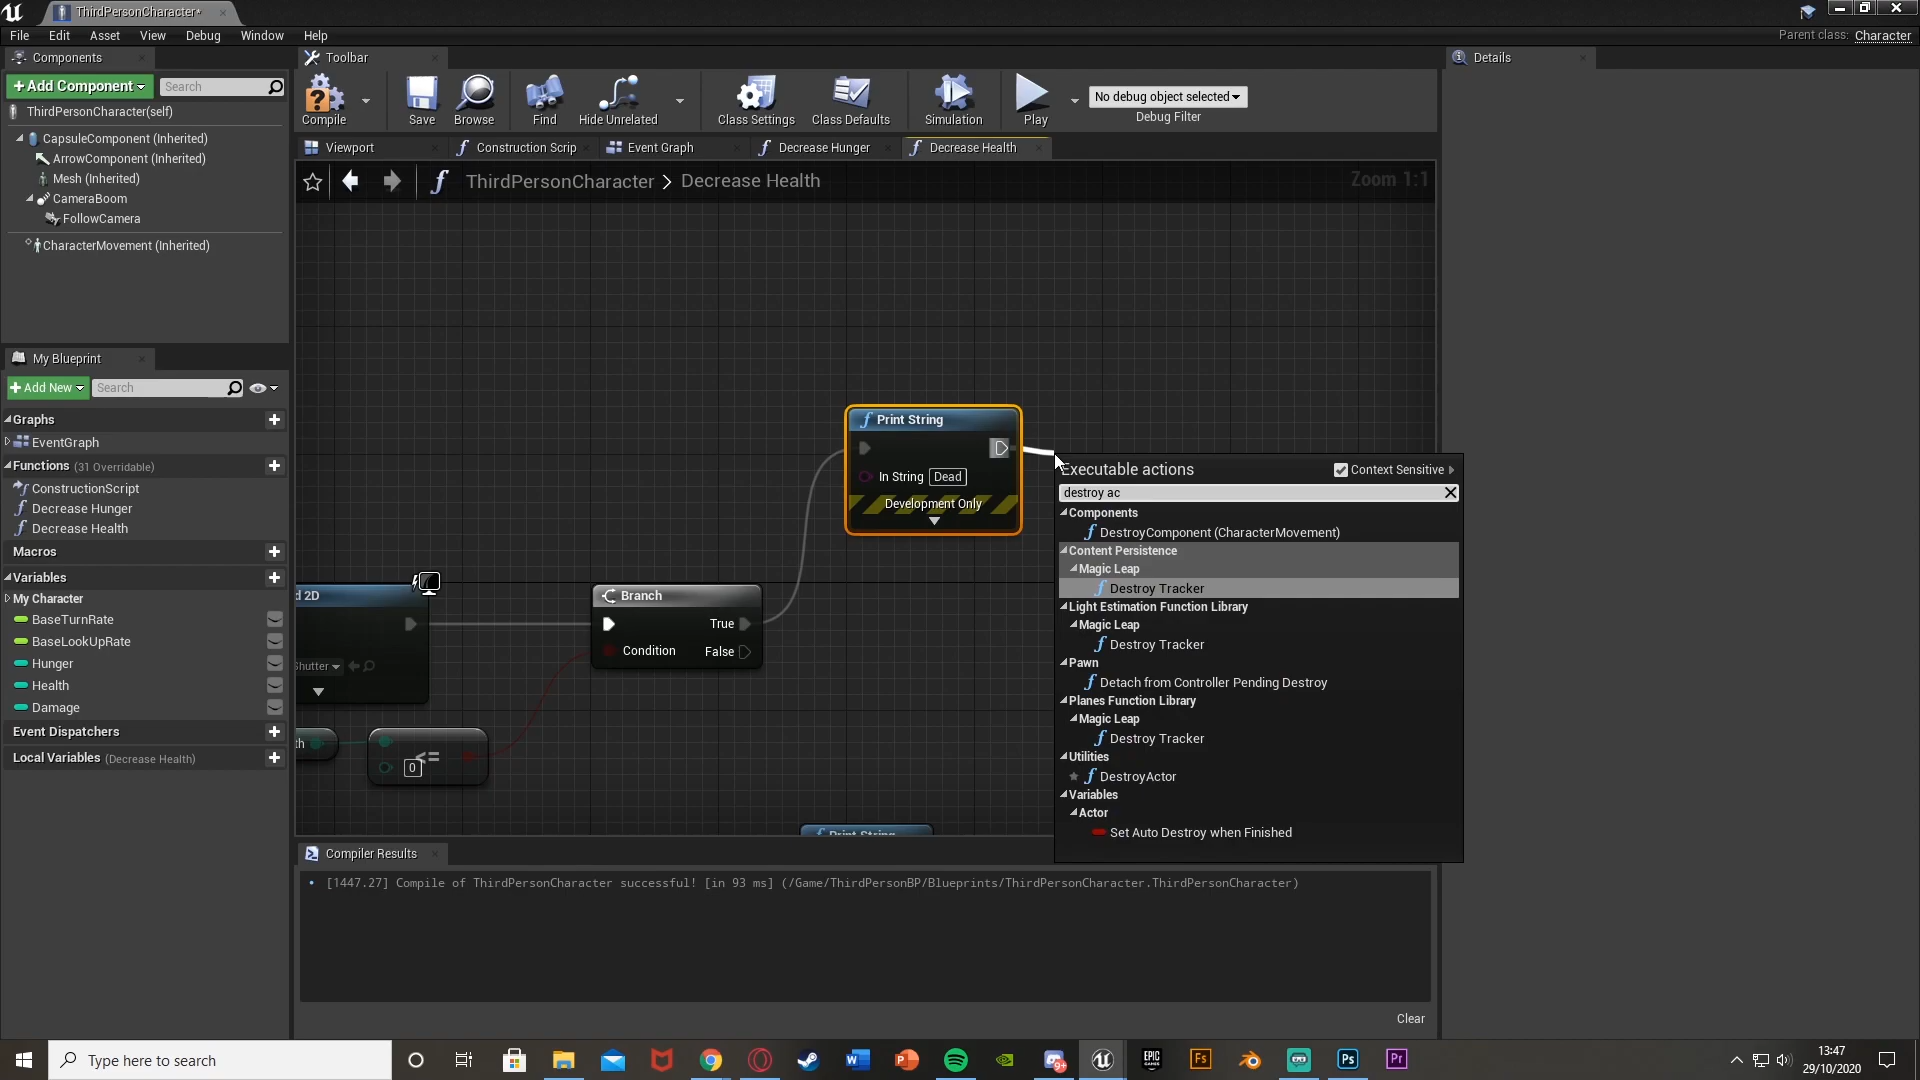 ThirdPersonCharacter*
File Edit Asset View Debug Window Help
Parent class: Character
Components
Toolbar
Details
+Add Component
Search
ThirdPersonCharacter(self)
CapsuleComponent (Inherited)
ArrowComponent (Inherited)
Mesh (Inherited)
CameraBoom
FollowCamera
CharacterMovement (Inherited)
Compile
Save
Browse
Find
Hide Unrelated
Class Settings
Class Defaults
Simulation
Play
No debug object selected
Debug Filter
Viewport
Construction Scrip
Event Graph
Decrease Hunger
Decrease Health
ThirdPersonCharacter > Decrease Health
Zoom 1:1
My Blueprint
+Add New
Search
Graphs
EventGraph
Functions (31 Overridable)
ConstructionScript
Decrease Hunger
Decrease Health
Macros
Variables
My Character
BaseTurnRate
BaseLookUpRate
Hunger
Health
Damage
Event Dispatchers
Local Variables (Decrease Health)
Print String
In String Dead
Development Only
d 2D
Shutter
Branch
True
Condition
False
th
<=
0
Print String
Executable actions
Context Sensitive
destroy ac
Components
DestroyComponent (CharacterMovement)
Content Persistence
Magic Leap
Destroy Tracker
Light Estimation Function Library
Magic Leap
Destroy Tracker
Pawn
Detach from Controller Pending Destroy
Planes Function Library
Magic Leap
Destroy Tracker
Utilities
DestroyActor
Variables
Actor
Set Auto Destroy when Finished
Compiler Results
[1447.27] Compile of ThirdPersonCharacter successful! [in 93 ms] (/Game/ThirdPersonBP/Blueprints/ThirdPersonCharacter.ThirdPersonCharacter)
Clear
Type here to search
W
P
9+
EPIC GAMES
Fs
Ps
Pr
13:47
29/10/2020